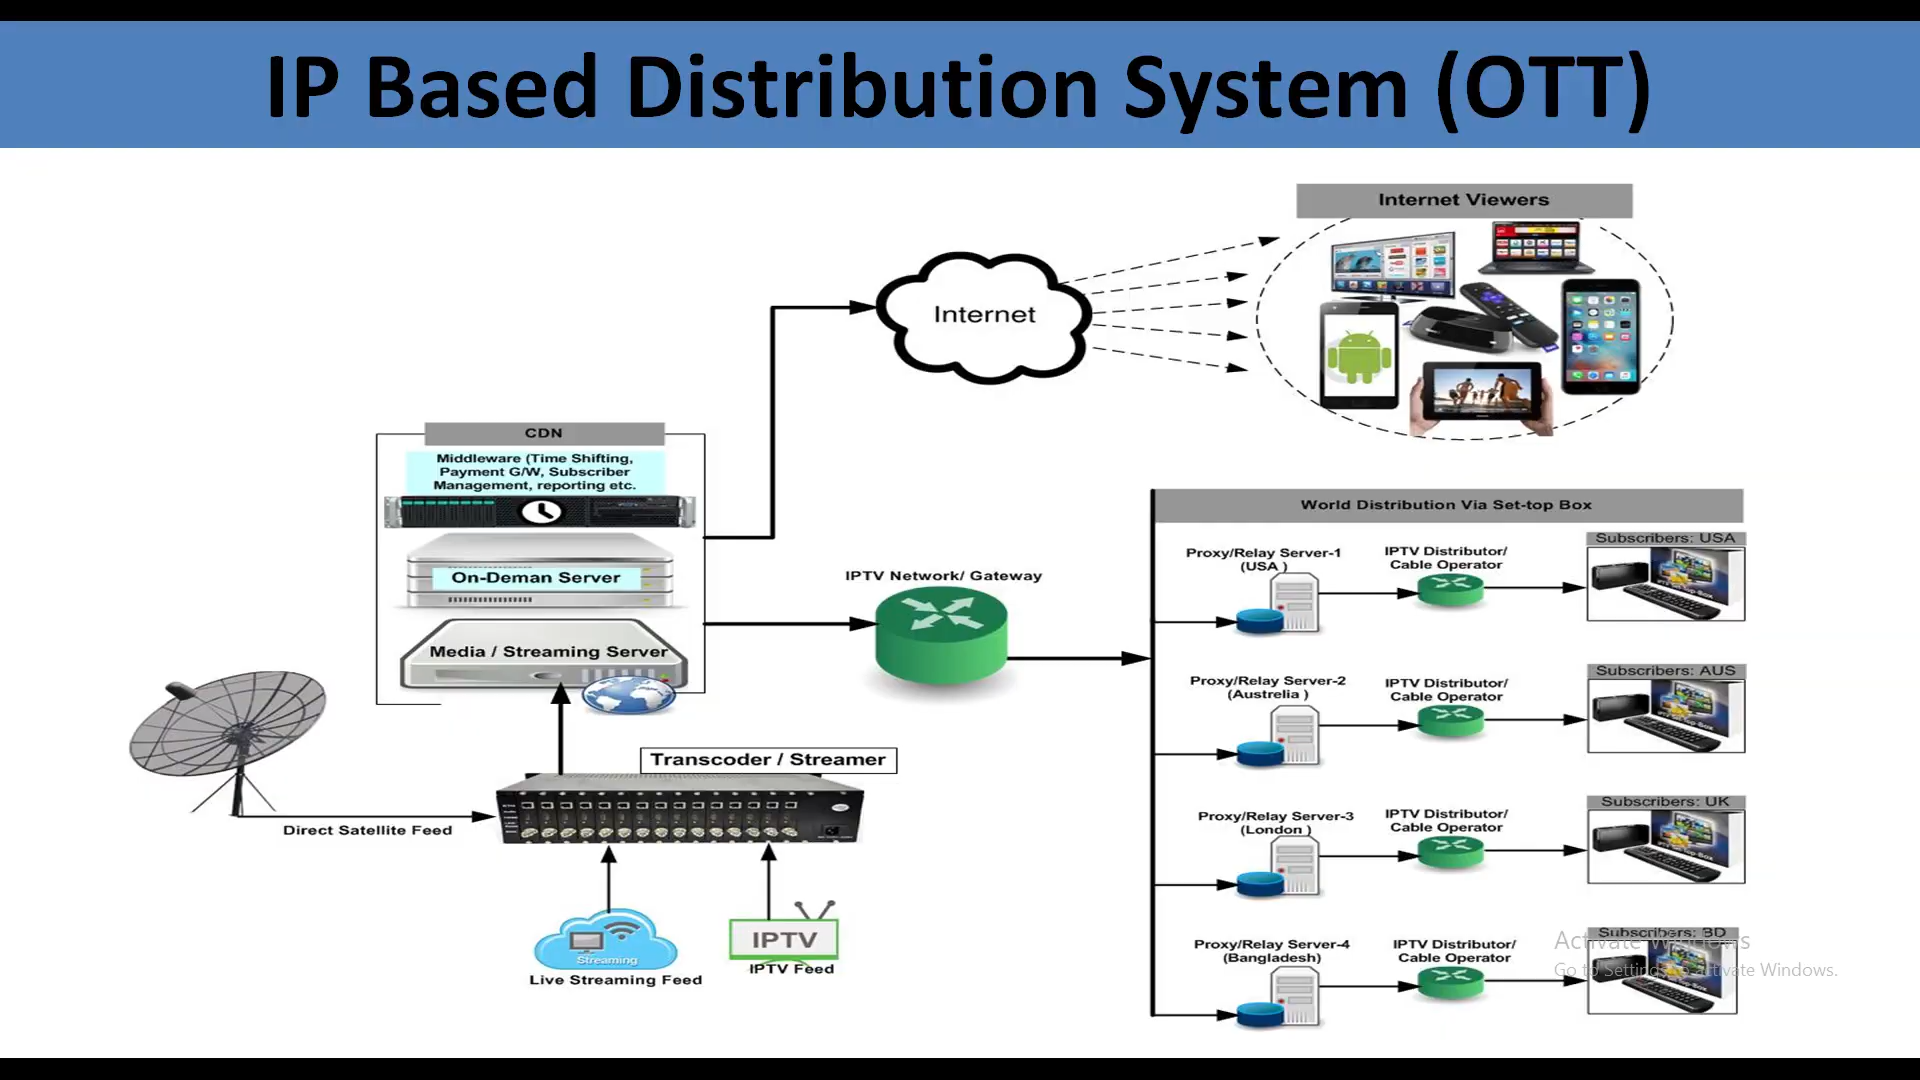 IP Based Distribution System (OTT)
Internet Viewers
Internet
CDN
Middleware (Time Shifting,
Payment G/W, Subscriber
Management, reporting etc.
On-Deman Server
Media / Streaming Server
IPTV Network/ Gateway
World Distribution Via Set-top Box
Proxy/Relay Server-1
(USA )
IPTV Distributor/
Cable Operator
Subscribers: USA
Proxy/Relay Server-2
(Austrelia )
IPTV Distributor/
Cable Operator
Subscribers: AUS
Transcoder / Streamer
Direct Satellite Feed
Proxy/Relay Server-3
(London )
IPTV Distributor/
Cable Operator
Subscribers: UK
Streaming
Live Streaming Feed
IPTV
IPTV Feed
Proxy/Relay Server-4
(Bangladesh)
IPTV Distributor/
Cable Operator
Subscribers: BD
Activate Windows
Go to Settings to activate Windows.